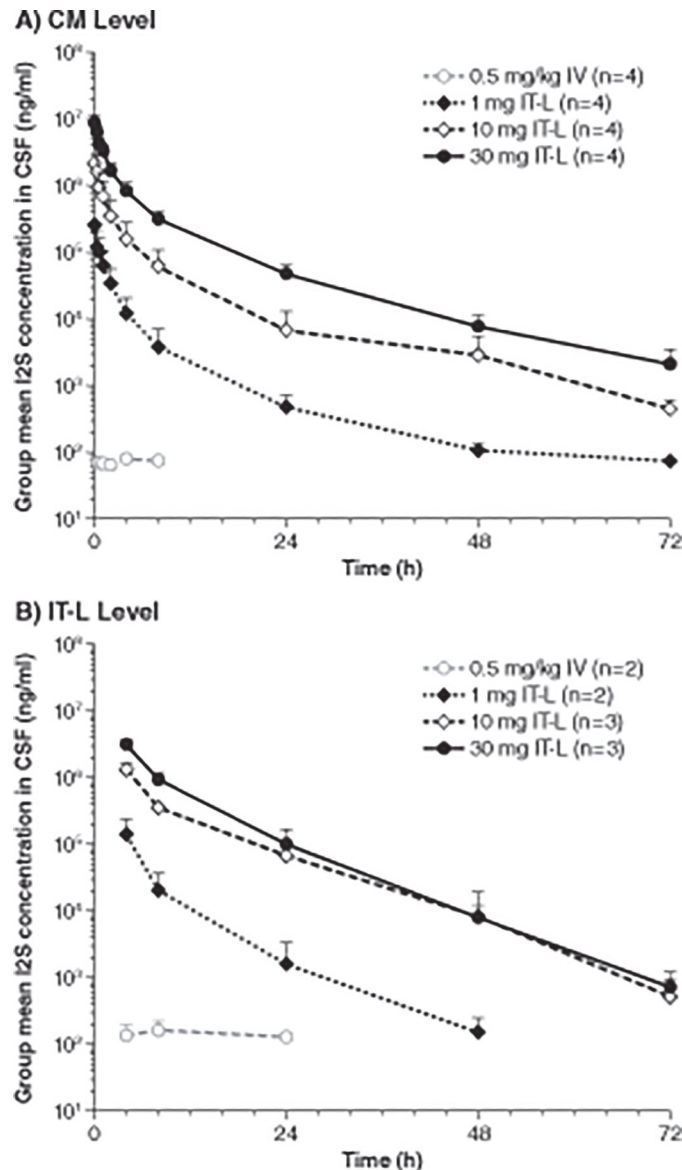 A) CM Level
Group mean I2S concentration in CSF (ng/ml)
10⁸
10⁷
10⁶
10⁵
10⁴
10³
10²
10¹
0.5 mg/kg IV (n=4)
1 mg IT-L (n=4)
10 mg IT-L (n=4)
30 mg IT-L (n=4)
0 24 48 72
Time (h)
B) IT-L Level
Group mean I2S concentration in CSF (ng/ml)
10⁸
10⁷
10⁶
10⁵
10⁴
10³
10²
10¹
0.5 mg/kg IV (n=2)
1 mg IT-L (n=2)
10 mg IT-L (n=3)
30 mg IT-L (n=3)
0 24 48 72
Time (h)